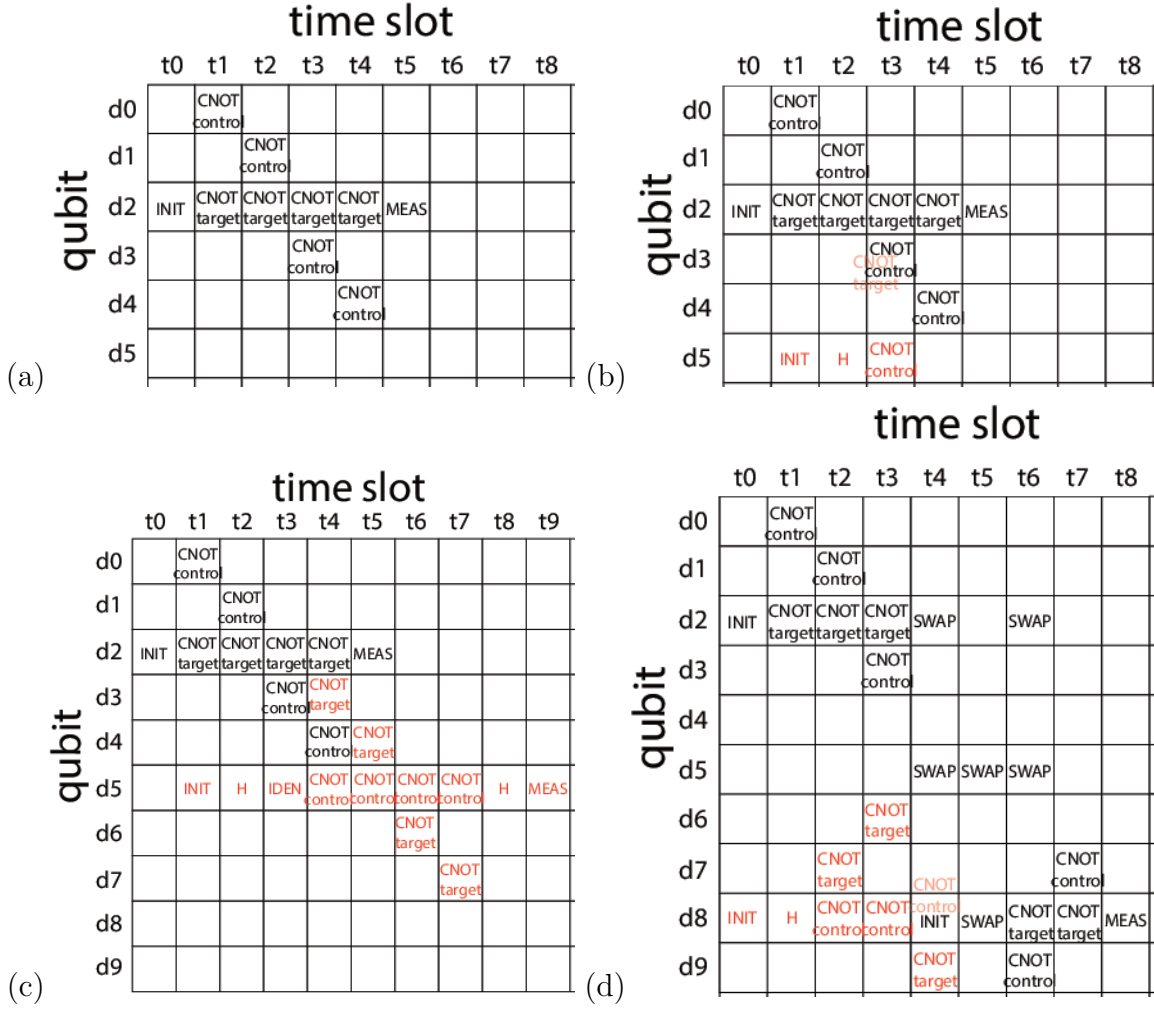 time slot
t0 t1 t2 t3 t4 t5 t6 t7 t8
d0 CNOT control
d1 CNOT control
d2 INIT CNOT target CNOT target CNOT target CNOT target MEAS
d3 CNOT control
d4 CNOT control
d5
qubit
(a)
time slot
t0 t1 t2 t3 t4 t5 t6 t7 t8
d0 CNOT control
d1 CNOT control
d2 INIT CNOT target CNOT target CNOT target CNOT target MEAS
d3 CNOT target CNOT control
d4 CNOT control
d5 INIT H CNOT control
qubit
(b)
time slot
t0 t1 t2 t3 t4 t5 t6 t7 t8 t9
d0 CNOT control
d1 CNOT control
d2 INIT CNOT target CNOT target CNOT target CNOT target MEAS
d3 CNOT control CNOT target
d4 CNOT control CNOT target
d5 INIT H IDEN CNOT control CNOT control CNOT control CNOT control H MEAS
d6 CNOT target
d7 CNOT target
d8
d9
qubit
(c)
time slot
t0 t1 t2 t3 t4 t5 t6 t7 t8
d0 CNOT control
d1 CNOT control
d2 INIT CNOT target CNOT target CNOT target SWAP SWAP
d3 CNOT control
d4
d5 SWAP SWAP SWAP
d6 CNOT target
d7 CNOT target CNOT control
d8 INIT H CNOT control CNOT control CNOT control INIT SWAP CNOT target CNOT target MEAS
d9 CNOT target CNOT control
qubit
(d)